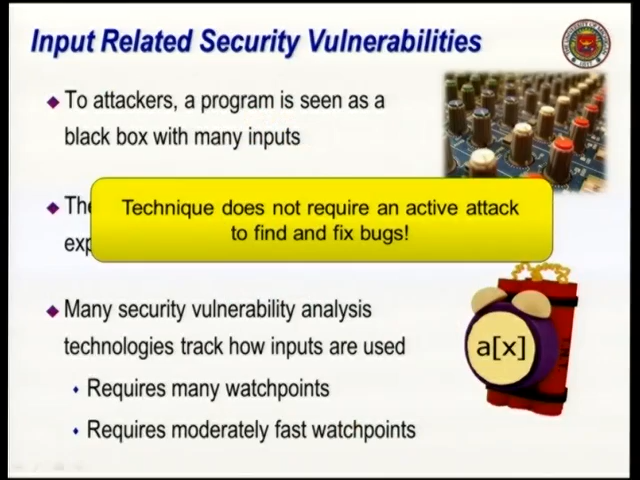 Input Related Security Vulnerabilities
To attackers, a program is seen as a
black box with many inputs
Technique does not require an active attack
to find and fix bugs!
Many security vulnerability analysis
technologies track how inputs are used
a[x]
Requires many watchpoints
Requires moderately fast watchpoints